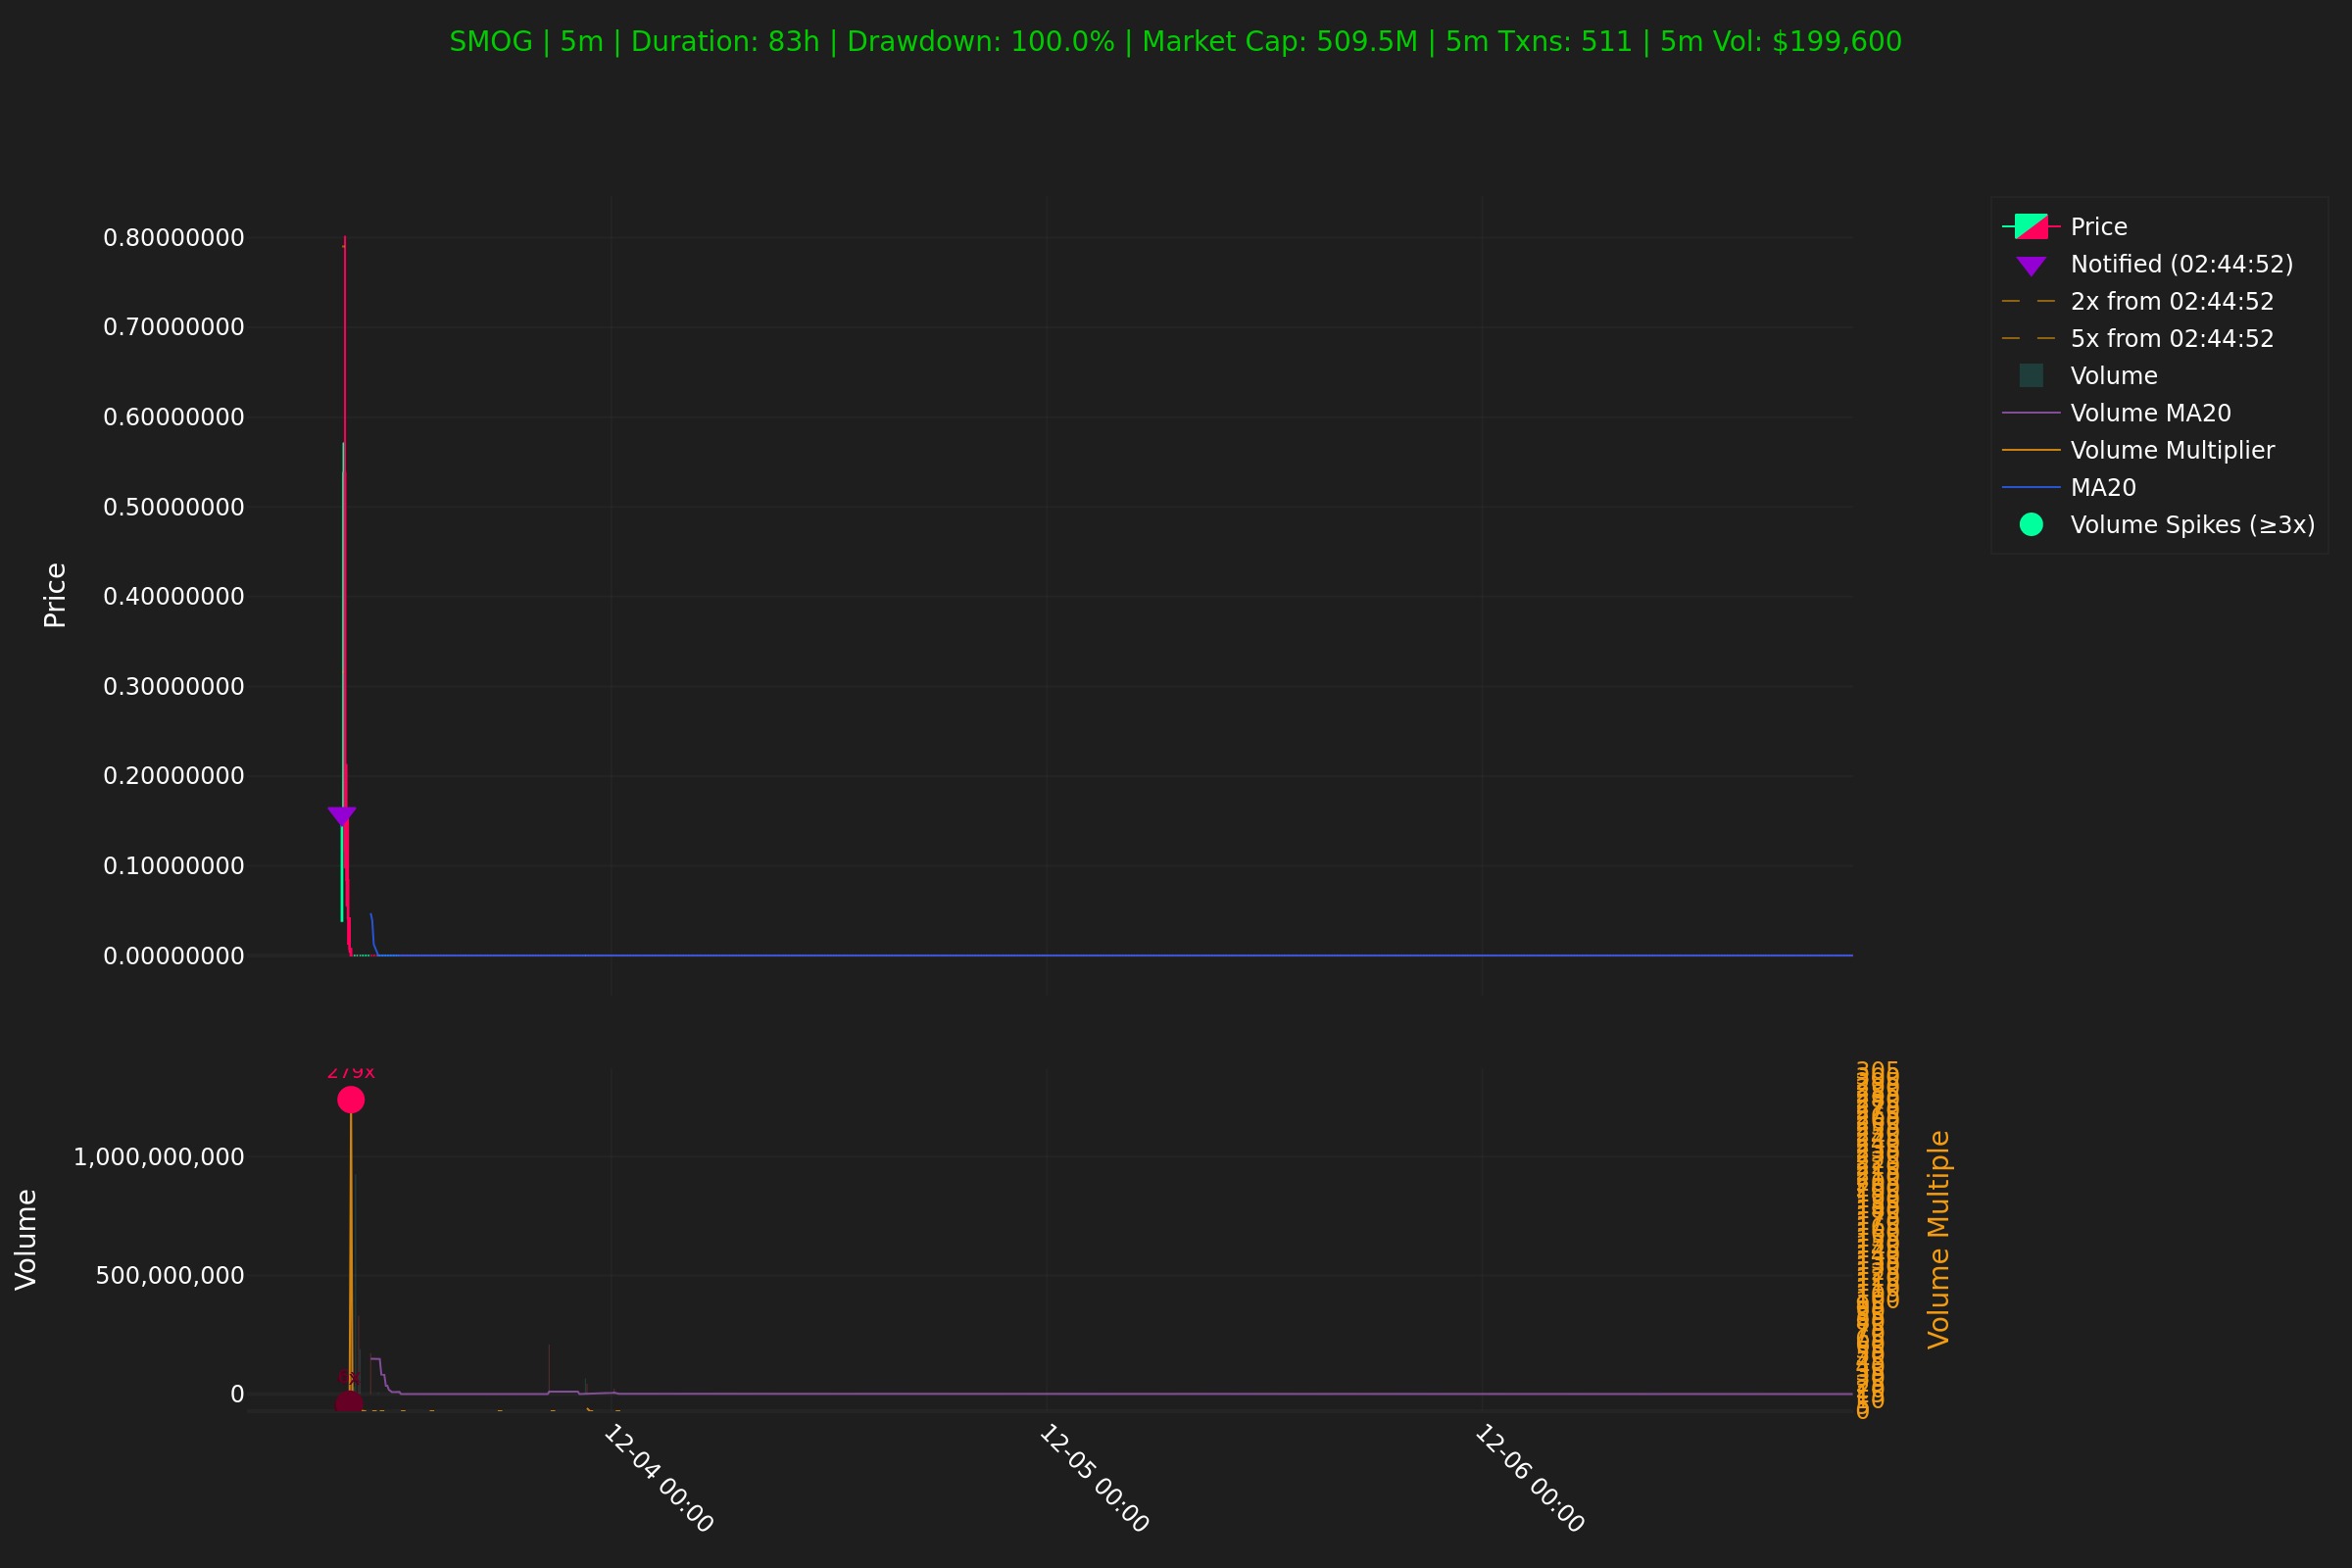 SMOG | 5m | Duration: 83h | Drawdown: 100.0% | Market Cap: 509.5M | 5m Txns: 511 | 5m Vol: $199,600
Price
0.80000000
0.70000000
0.60000000
0.50000000
0.40000000
0.30000000
0.20000000
0.10000000
0.00000000
Price
Notified (02:44:52)
2x from 02:44:52
5x from 02:44:52
Volume
Volume MA20
Volume Multiplier
MA20
Volume Spikes (≥3x)
279x
Volume
1,000,000,000
500,000,000
0
Volume Multiple
12-04 00:00
12-05 00:00
12-06 00:00